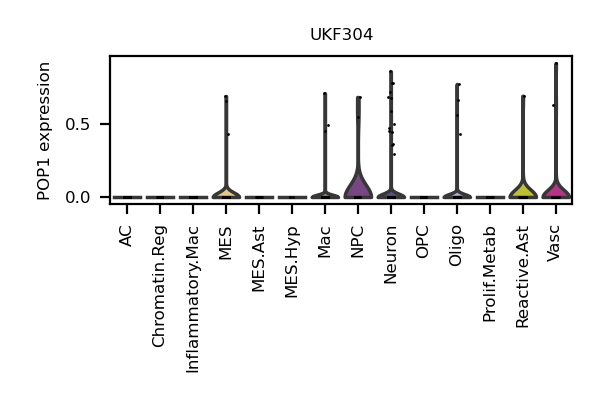 UKF304
POP1 expression
0.5
0.0
AC
Chromatin.Reg
Inflammatory.Mac
MES
MES.Ast
MES.Hyp
Mac
NPC
Neuron
OPC
Oligo
Prolif.Metab
Reactive.Ast
Vasc